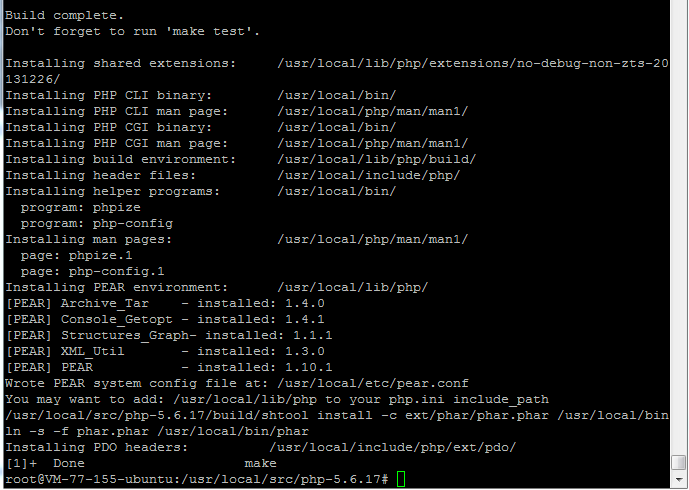 Build complete.
Don't forget to run 'make test'.
Installing shared extensions:     /usr/local/lib/php/extensions/no-debug-non-zts-20
131226/
Installing PHP CLI binary:        /usr/local/bin/
Installing PHP CLI man page:      /usr/local/php/man/man1/
Installing PHP CGI binary:        /usr/local/bin/
Installing PHP CGI man page:      /usr/local/php/man/man1/
Installing build environment:     /usr/local/lib/php/build/
Installing header files:          /usr/local/include/php/
Installing helper programs:       /usr/local/bin/
  program: phpize
  program: php-config
Installing man pages:             /usr/local/php/man/man1/
  page: phpize.1
  page: php-config.1
Installing PEAR environment:      /usr/local/lib/php/
[PEAR] Archive_Tar    - installed: 1.4.0
[PEAR] Console_Getopt - installed: 1.4.1
[PEAR] Structures_Graph- installed: 1.1.1
[PEAR] XML_Util       - installed: 1.3.0
[PEAR] PEAR           - installed: 1.10.1
Wrote PEAR system config file at: /usr/local/etc/pear.conf
You may want to add: /usr/local/lib/php to your php.ini include_path
/usr/local/src/php-5.6.17/build/shtool install -c ext/phar/phar.phar /usr/local/bin
ln -s -f phar.phar /usr/local/bin/phar
Installing PDO headers:          /usr/local/include/php/ext/pdo/
[1]+  Done                    make
root@VM-77-155-ubuntu:/usr/local/src/php-5.6.17#